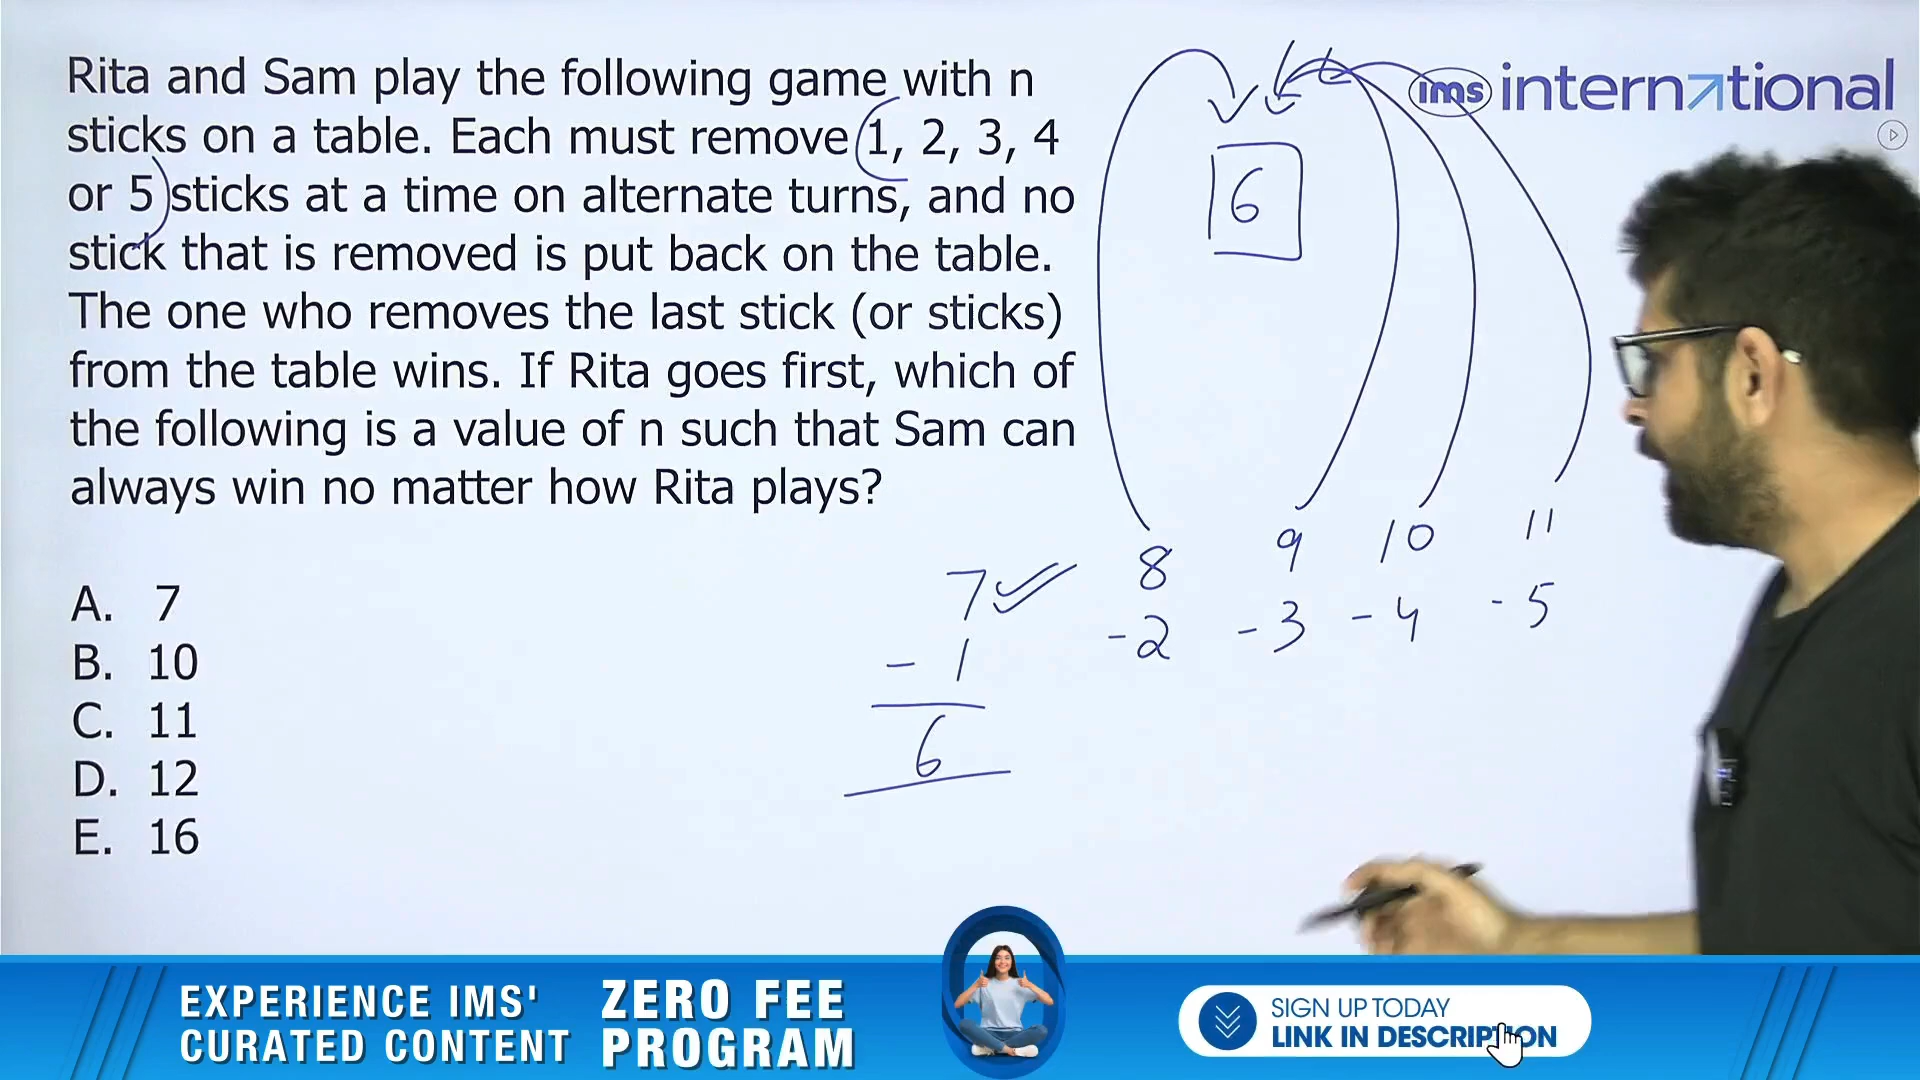 Rita and Sam play the following game with n
sticks on a table. Each must remove 1, 2, 3, 4
or 5 sticks at a time on alternate turns, and no
stick that is removed is put back on the table.
The one who removes the last stick (or sticks)
from the table wins. If Rita goes first, which of
the following is a value of n such that Sam can
always win no matter how Rita plays?
A. 7
B. 10
C. 11
D. 12
E. 16
ims international
6
7 8 9 10 11
- 1 -2 -3 -4 -5
6
EXPERIENCE IMS'
CURATED CONTENT
ZERO FEE
PROGRAM
SIGN UP TODAY
LINK IN DESCRIPTION